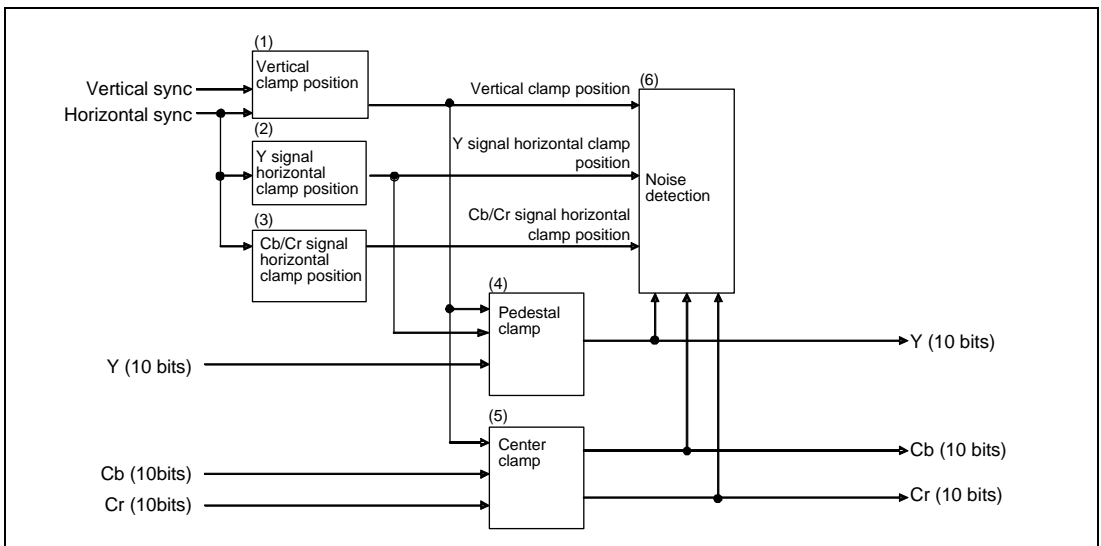 (1)
Vertical
clamp position
Vertical sync
Horizontal sync
(2)
Y signal
horizontal
clamp position
(3)
Cb/Cr signal
horizontal
clamp position
Vertical clamp position
Y signal horizontal clamp
position
Cb/Cr signal horizontal
clamp position
(6)
Noise
detection
(4)
Pedestal
clamp
Y (10 bits)
Y (10 bits)
(5)
Center
clamp
Cb (10bits)
Cr (10bits)
Cb (10 bits)
Cr (10 bits)